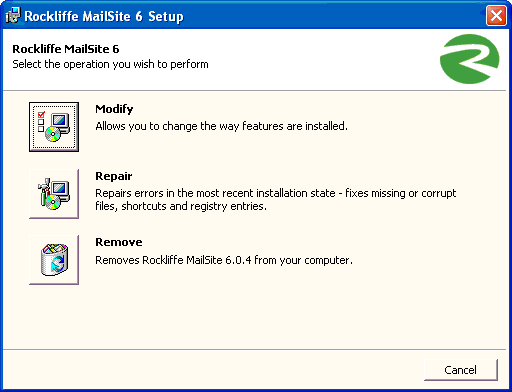 Rockliffe MailSite 6 Setup
Rockliffe MailSite 6
Select the operation you wish to perform
Modify
Allows you to change the way features are installed.
Repair
Repairs errors in the most recent installation state - fixes missing or corrupt
files, shortcuts and registry entries.
Remove
Removes Rockliffe MailSite 6.0.4 from your computer.
Cancel